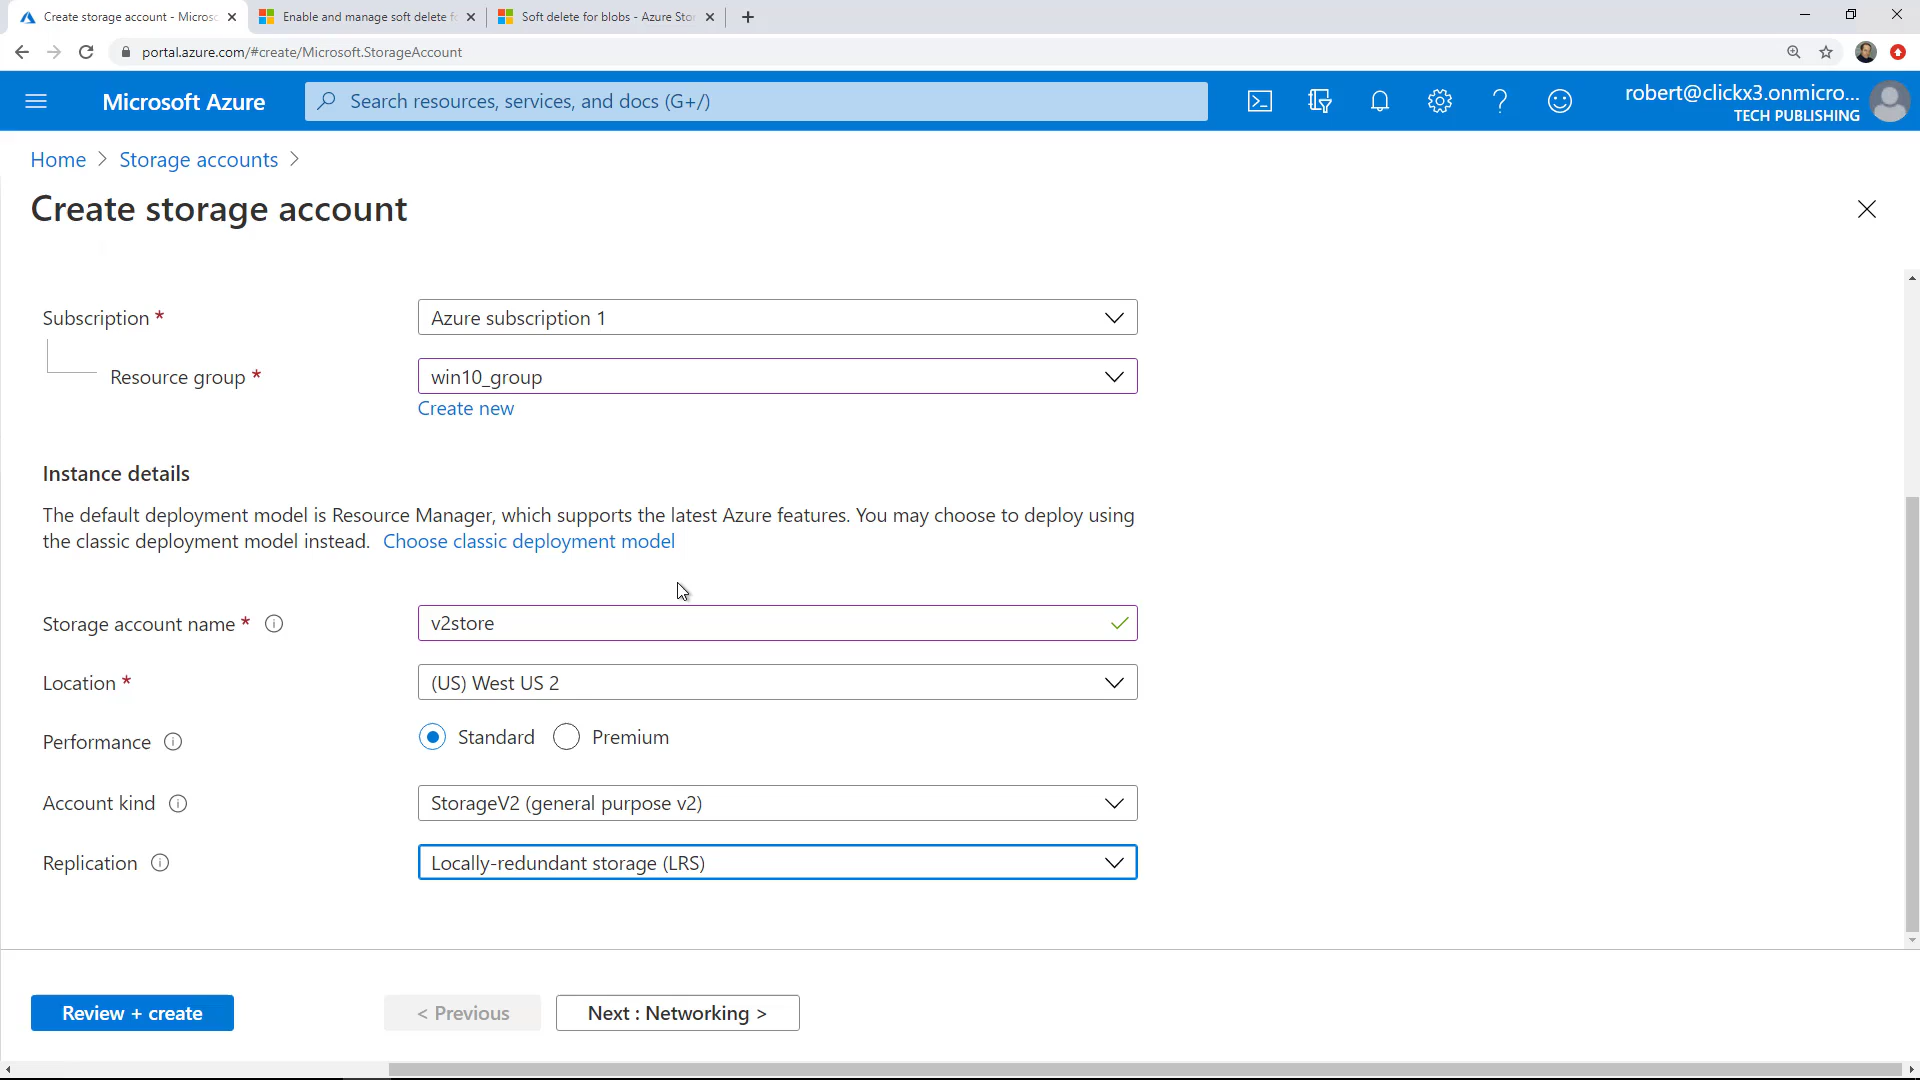 Create storage account - Microsc
Enable and manage soft delete fo
Soft delete for blobs - Azure Stor
portal.azure.com/#create/Microsoft.StorageAccount
Microsoft Azure
Search resources, services, and docs (G+/)
robert@clickx3.onmicro...
TECH PUBLISHING
Home > Storage accounts >
Create storage account
Subscription *
Azure subscription 1
Resource group *
win10_group
Create new
Instance details
The default deployment model is Resource Manager, which supports the latest Azure features. You may choose to deploy using
the classic deployment model instead. Choose classic deployment model
Storage account name *
v2store
Location *
(US) West US 2
Performance
Standard
Premium
Account kind
StorageV2 (general purpose v2)
Replication
Locally-redundant storage (LRS)
Review + create
< Previous
Next : Networking >